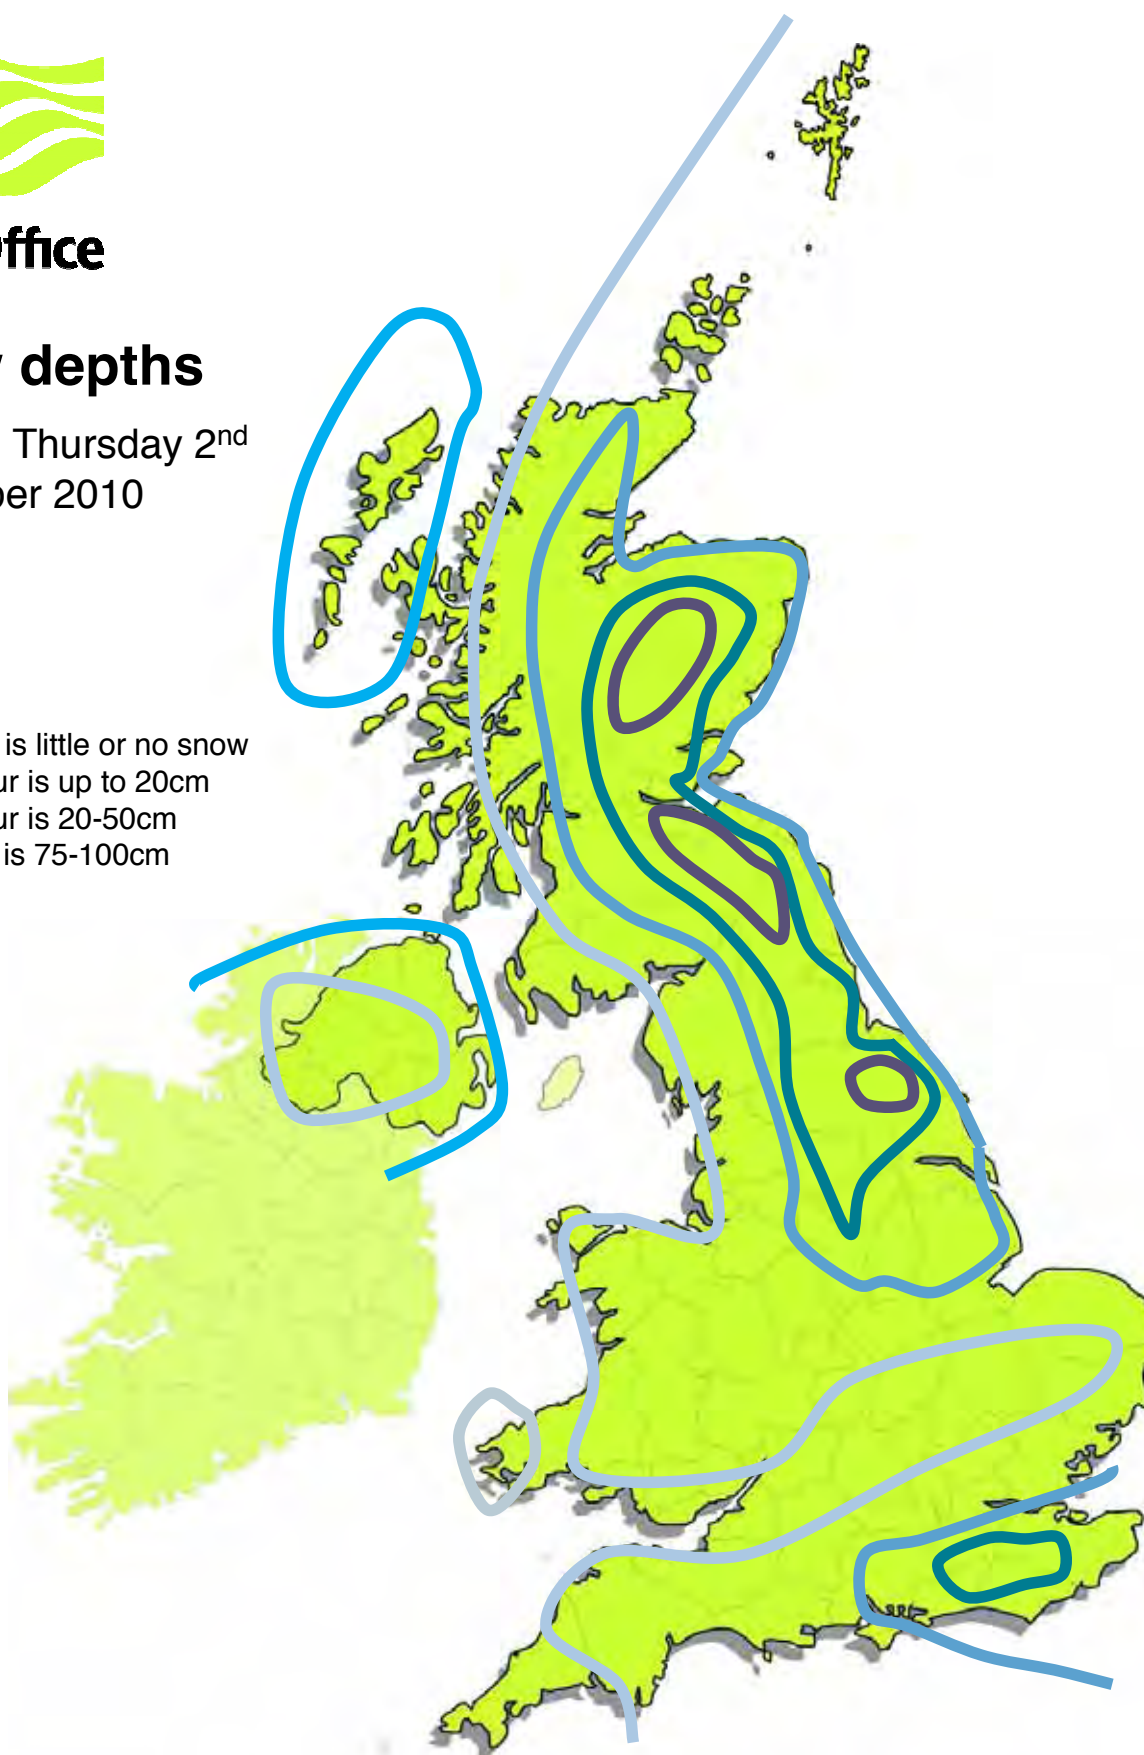 ffice
depths
Thursday 2nd
ber 2010
is little or no snow
ur is up to 20cm
ur is 20-50cm
is 75-100cm